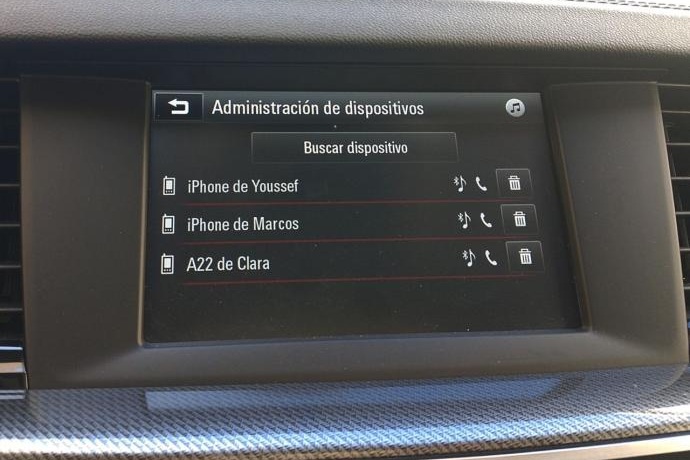 Administración de dispositivos
Buscar dispositivo
iPhone de Youssef
iPhone de Marcos
A22 de Clara